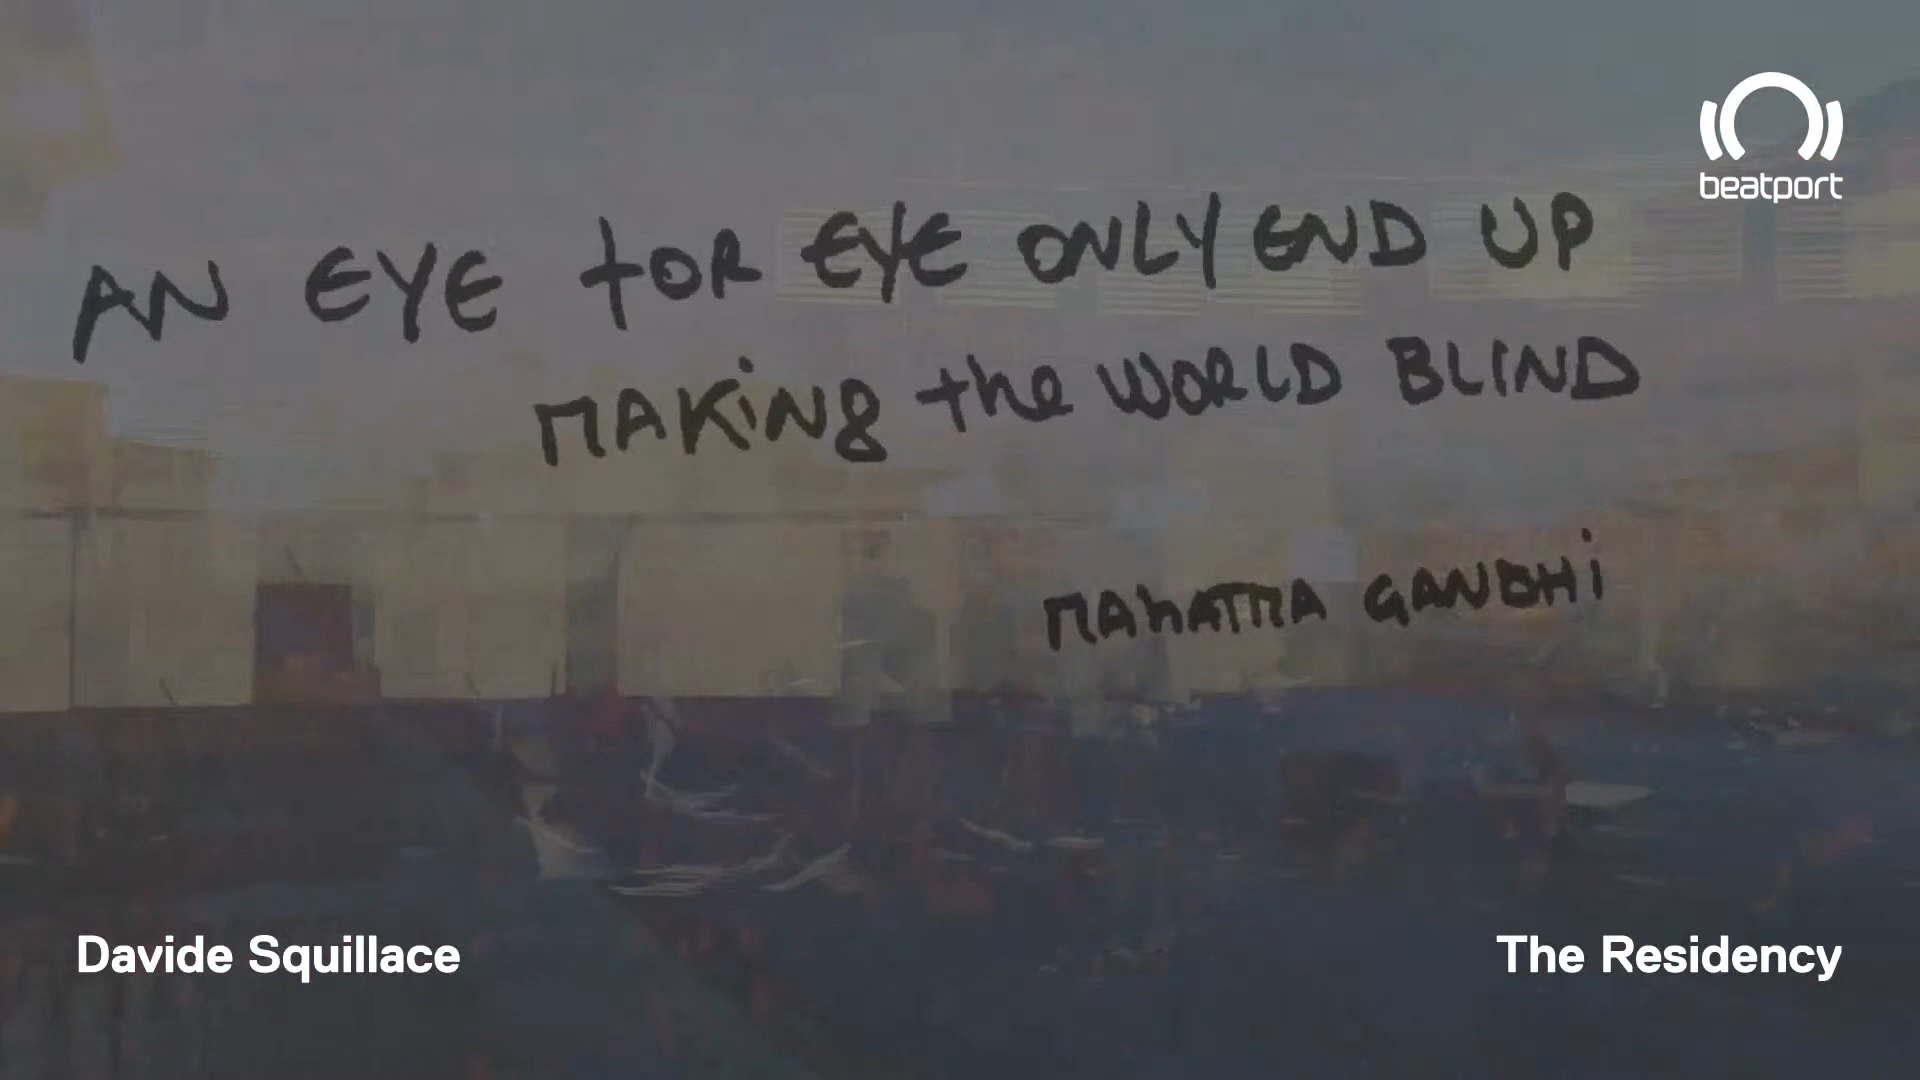 beatport
AN EYE FOR EYE ONLY END UP
MAKiNG the WORLD BLIND
MAhATMA GANDHi
Davide Squillace
The Residency